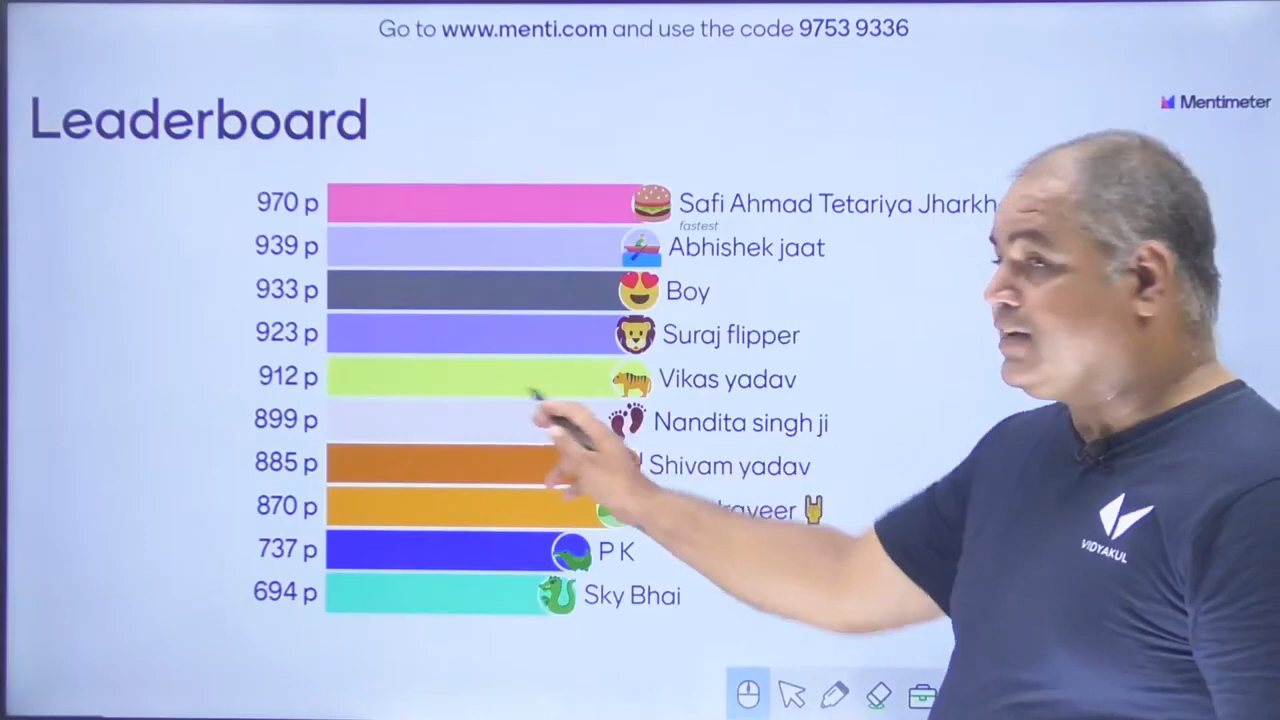 Go to www.menti.com and use the code 9753 9336
Mentimeter
Leaderboard
970 p Safi Ahmad Tetariya Jharkh
fastest
939 p Abhishek jaat
933 p Boy
923 p Suraj flipper
912 p Vikas yadav
899 p Nandita singh ji
885 p Shivam yadav
870 p
737 p P K
694 p Sky Bhai
VIDYAKUL